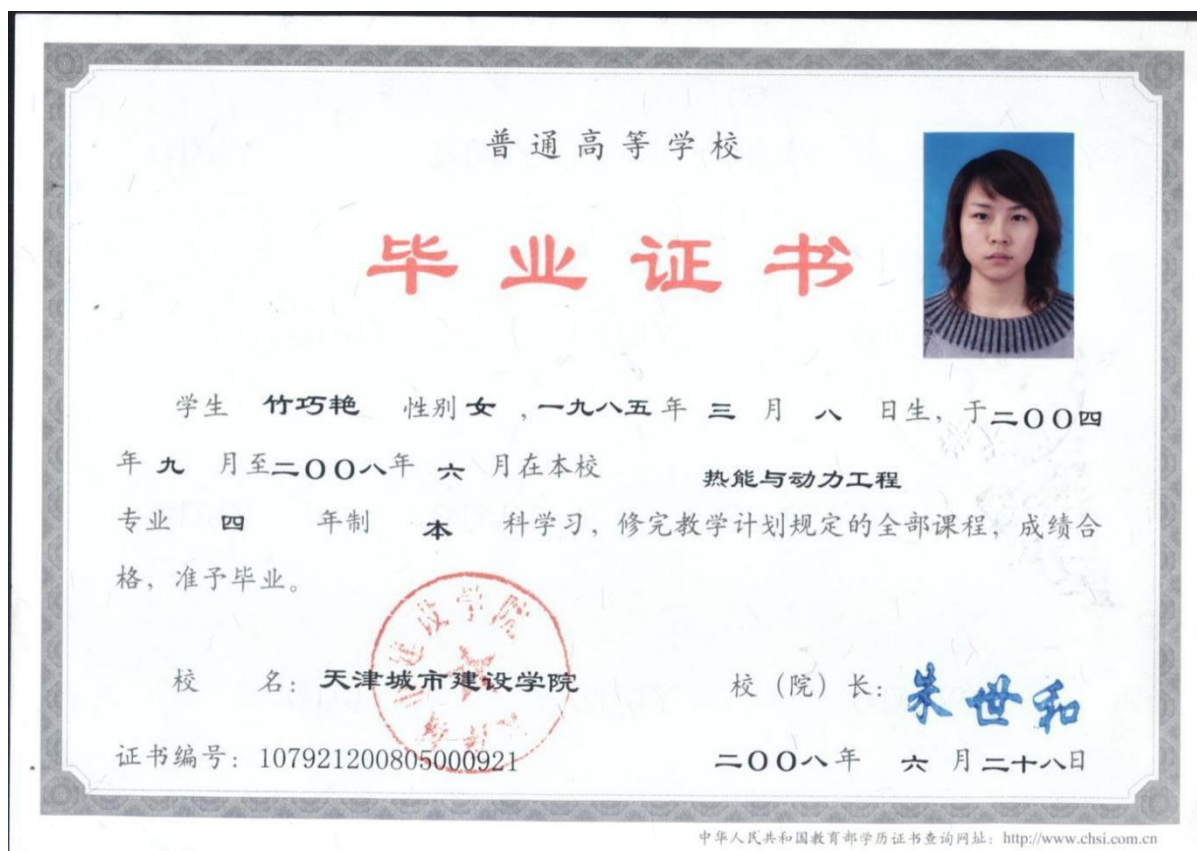 普通高等学校
毕业证书
学生 竹巧艳 性别 女 ,一九八五 年 三 月 八 日生，于二〇〇四
年 九 月至二〇〇八年 六 月在本校 热能与动力工程
专业 四 年制 本 科学习，修完教学计划规定的全部课程，成绩合
格，准予毕业。
建设学院
校 名：天津城市建设学院 校（院）长：朱世和
证书编号：107921200805000921 二〇〇八年 六 月二十八日
中华人民共和国教育部学历证书查询网址：http://www.chsi.com.cn